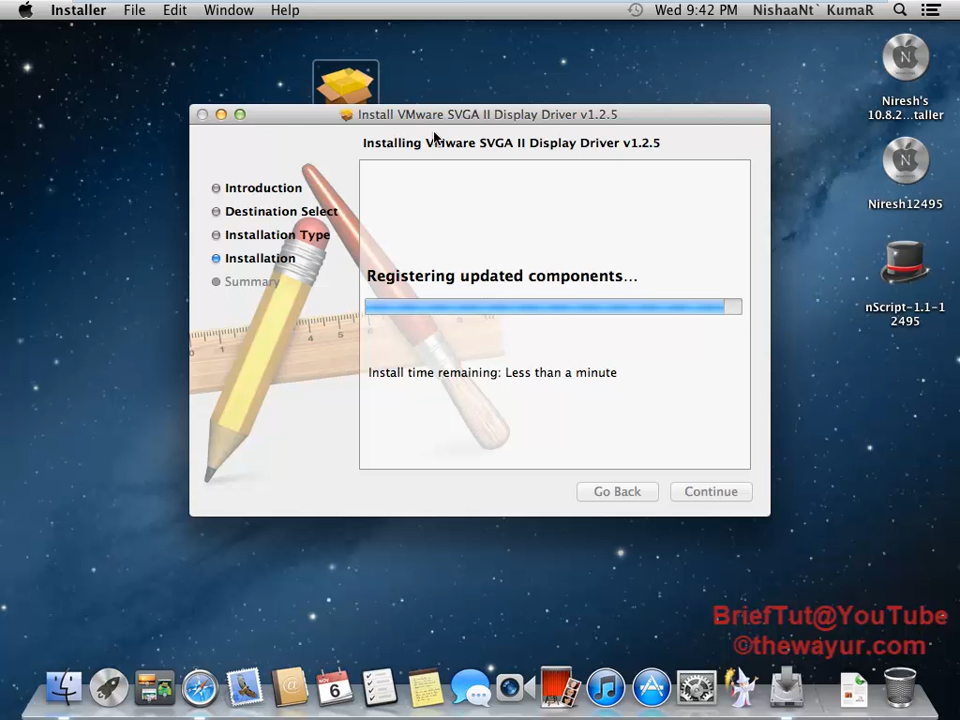 Installer File Edit Window Help Wed 9:42 PM NishaaNt` KumaR
Install VMware SVGA II Display Driver v1.2.5
Installing VMware SVGA II Display Driver v1.2.5
Introduction
Destination Select
Installation Type
Installation
Summary
Registering updated components...
Install time remaining: Less than a minute
Go Back Continue
N
Niresh's
10.8.2...taller
N
Niresh12495
nScript-1.1-1
2495
BriefTut@YouTube
©thewayur.com
6